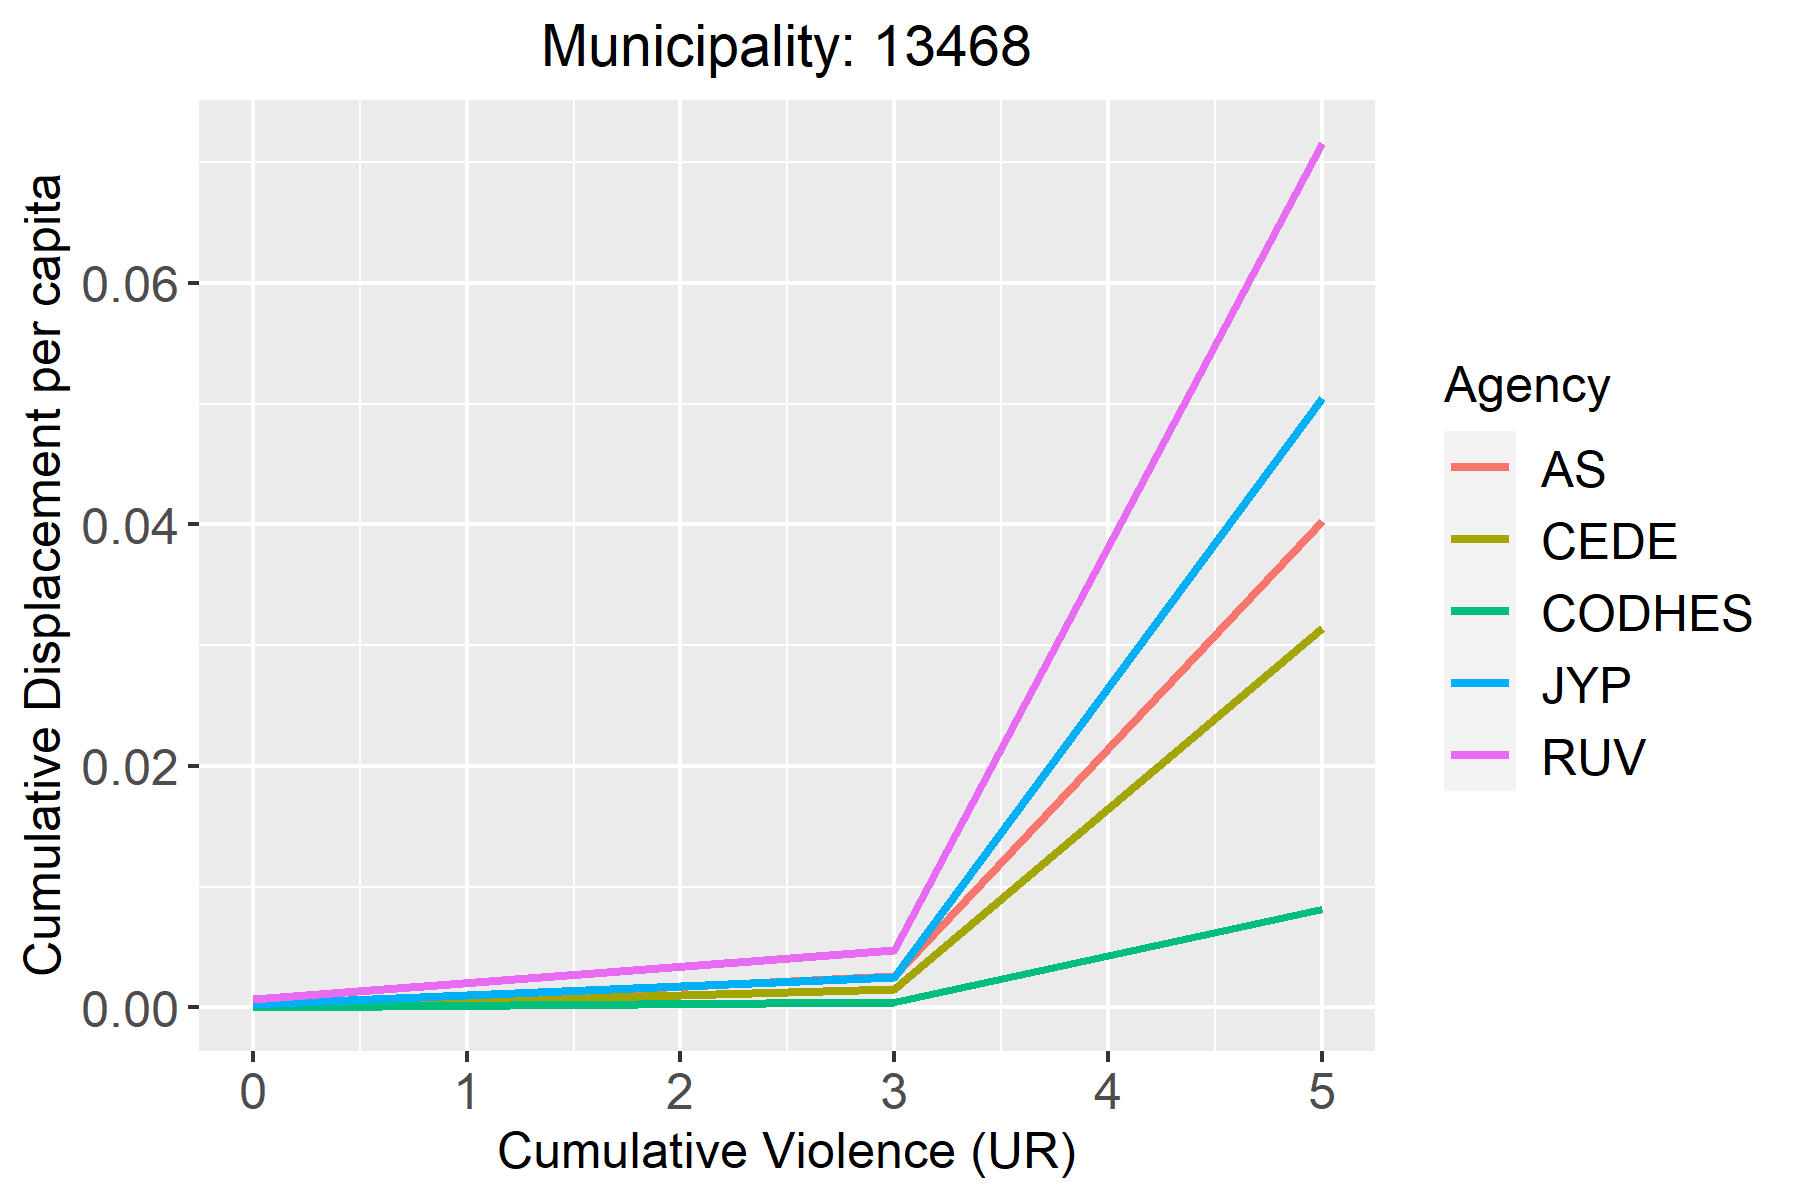 Municipality: 13468
Cumulative Displacement per capita
0.06
0.04
0.02
0.00
0 1 2 3 4 5
Cumulative Violence (UR)
Agency
AS
CEDE
CODHES
JYP
RUV